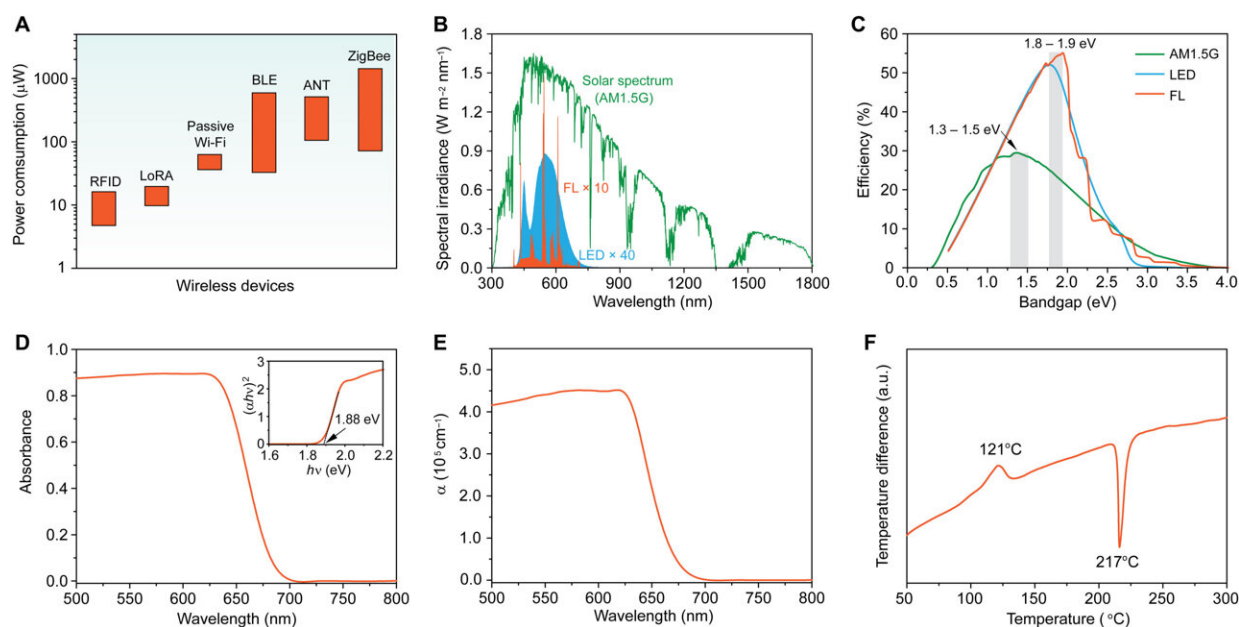 A
Power comsumption (μW)
1000
100
10
1
RFID
LoRA
Passive
Wi-Fi
BLE
ANT
ZigBee
Wireless devices
B
Spectral irradiance (W m⁻² nm⁻¹)
1.8
1.5
1.2
0.9
0.6
0.3
0.0
Solar spectrum
(AM1.5G)
FL × 10
LED × 40
300 600 900 1200 1500 1800
Wavelength (nm)
C
Efficiency (%)
60
50
40
30
20
10
0
1.8 – 1.9 eV
1.3 – 1.5 eV
AM1.5G
LED
FL
0.0 0.5 1.0 1.5 2.0 2.5 3.0 3.5 4.0
Bandgap (eV)
D
Absorbance
1.0
0.8
0.6
0.4
0.2
0.0
(αhν)²
3
2
1
0
1.88 eV
1.6 1.8 2.0 2.2
hν (eV)
500 550 600 650 700 750 800
Wavelength (nm)
E
α (10⁵ cm⁻¹)
5.0
4.0
3.0
2.0
1.0
0.0
500 550 600 650 700 750 800
Wavelength (nm)
F
Temperature difference (a.u.)
121°C
217°C
50 100 150 200 250 300
Temperature (°C)